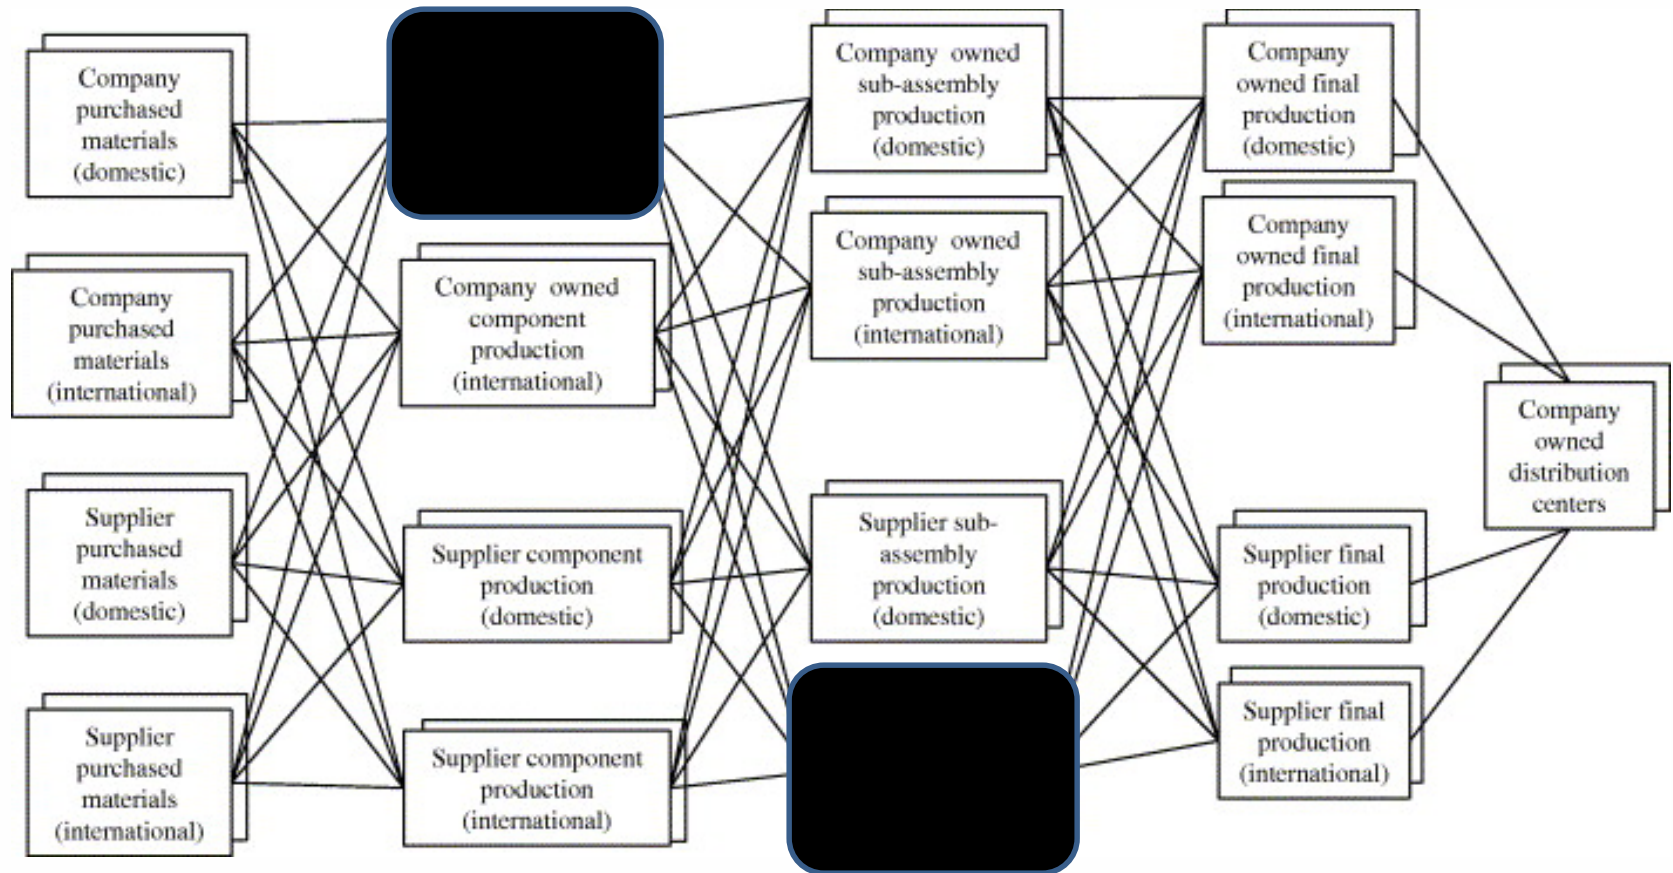 Company
purchased
materials
(domestic)
Company
purchased
materials
(international)
Supplier
purchased
materials
(domestic)
Supplier
purchased
materials
(international)
Company owned
component
production
(international)
Supplier component
production
(domestic)
Supplier component
production
(international)
Company owned
sub-assembly
production
(domestic)
Company owned
sub-assembly
production
(international)
Supplier sub-
assembly
production
(domestic)
Company
owned final
production
(domestic)
Company
owned final
production
(international)
Supplier final
production
(domestic)
Supplier final
production
(international)
Company
owned
distribution
centers